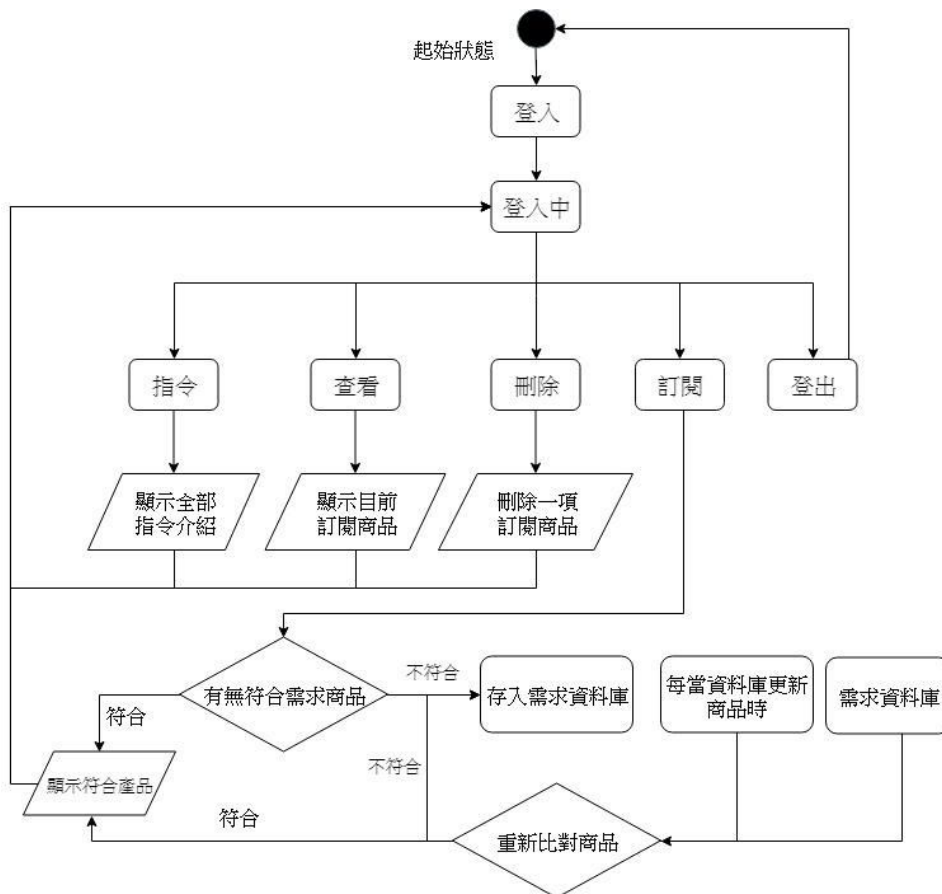 起始狀態
登入
登入中
指令
查看
刪除
訂閱
登出
顯示全部
指令介紹
顯示目前
訂閱商品
刪除一項
訂閱商品
有無符合需求商品
不符合
存入需求資料庫
每當資料庫更新
商品時
需求資料庫
符合
顯示符合產品
不符合
符合
重新比對商品